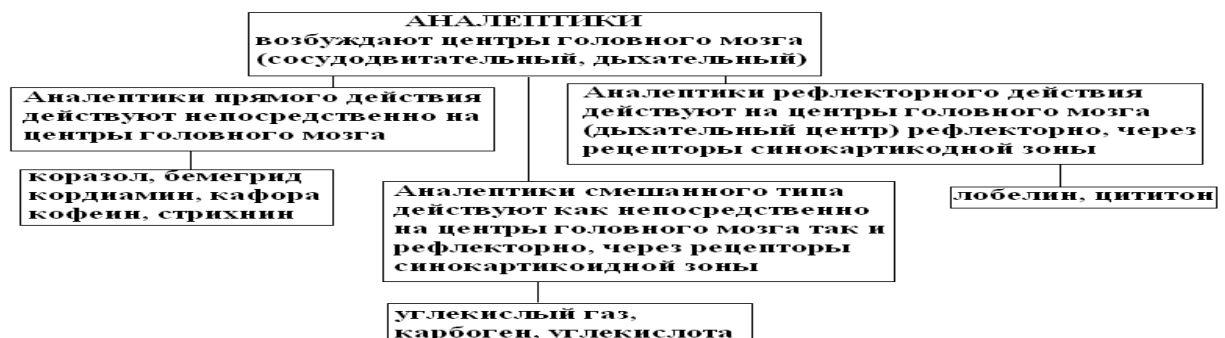 АНАЛЕПТИКИ
возбуждают центры головного мозга
(сосудодвитательный, дыхательный)
Аналептики прямого действия
действуют непосредственно на
центры головного мозга
коразол, бемегрид
кордиамин, кафора
кофеин, стрихнин
Аналептики смешанного типа
действуют как непосредственно
на центры головного мозга так и
рефлекторно, через рецепторы
синокартикоидной зоны
углекислый газ,
карбоген, углекислота
Аналептики рефлекторного действия
действуют на центры головного мозга
(дыхательный центр) рефлекторно, через
рецепторы синокартикодной зоны
лобелин, цититон